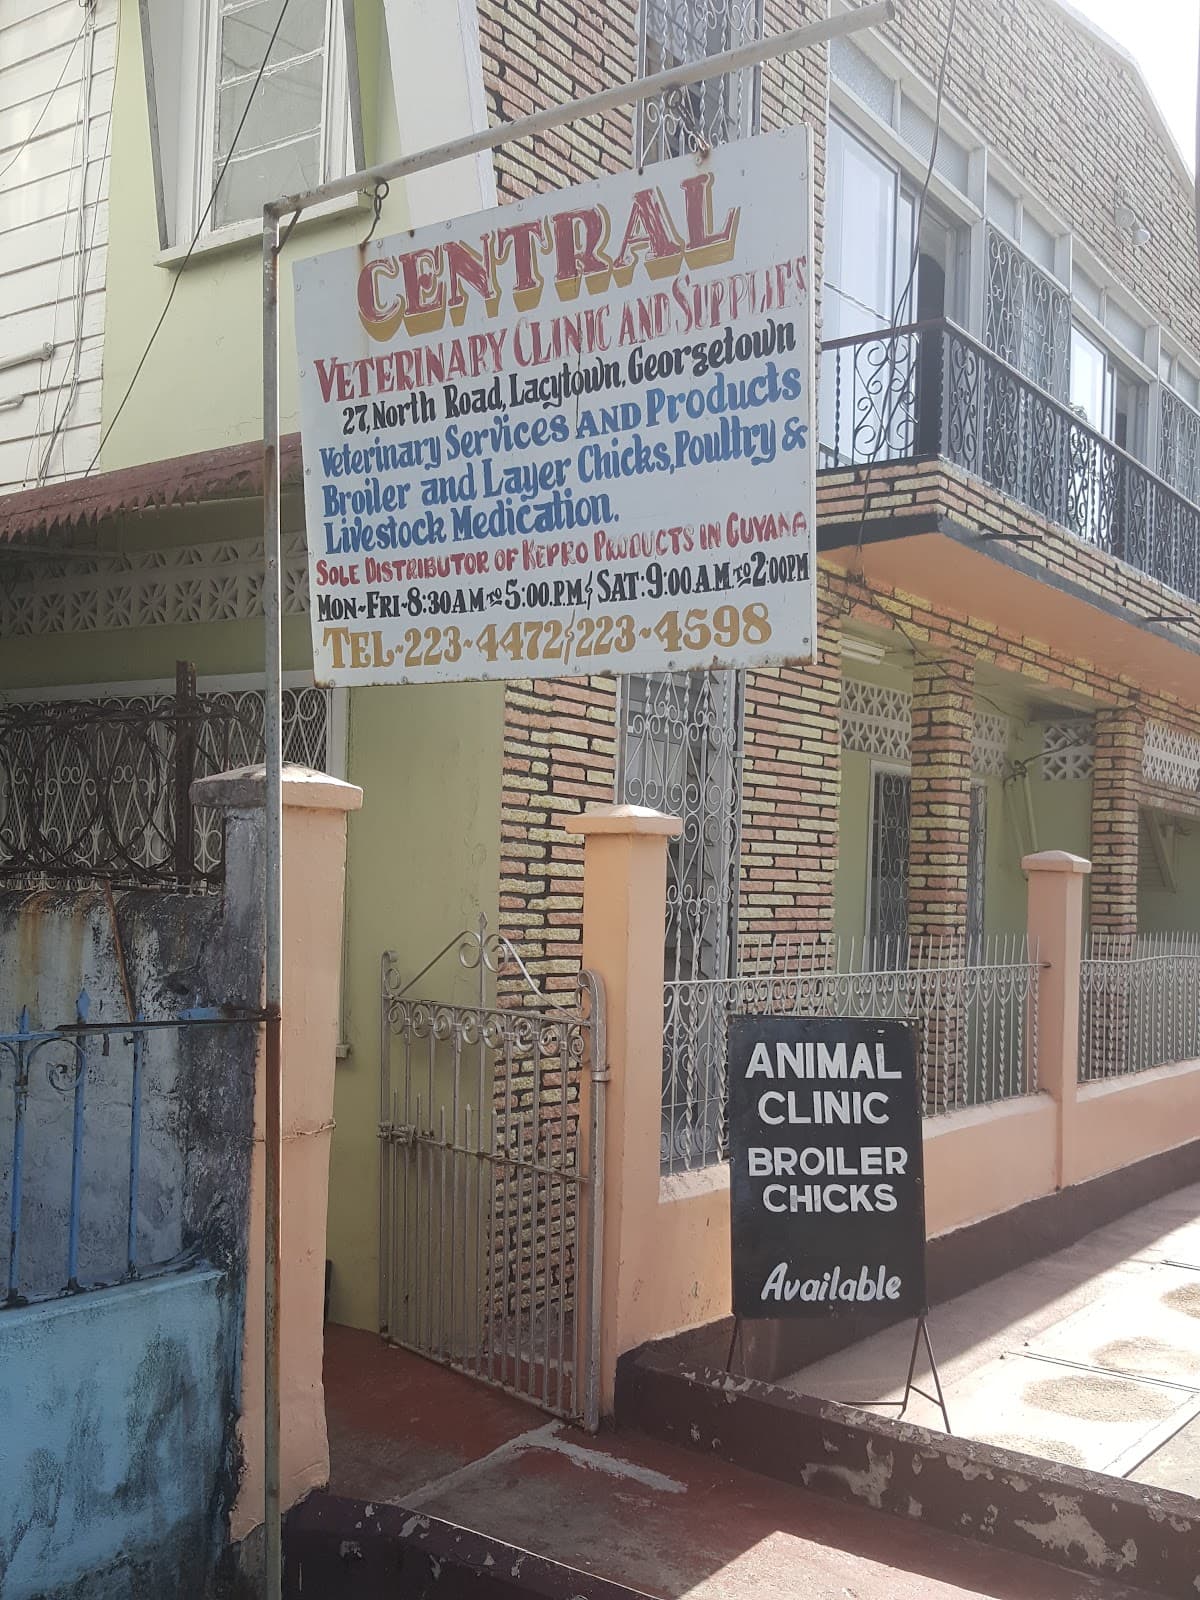 CENTRAL
VETERINARY CLINIC AND SUPPLIES
27, North Road, Lacytown, Georgetown
Veterinary Services AND Products
Broiler and Layer Chicks, Poultry &
Livestock Medication.
SOLE DISTRIBUTOR OF KEPRO PRODUCTS IN GUYANA
MON-FRI-8:30AM TO 5:00.P.M/ SAT:9:00A.M TO 2:00PM
TEL-223-4472/223-4598
ANIMAL
CLINIC
BROILER
CHICKS
Available